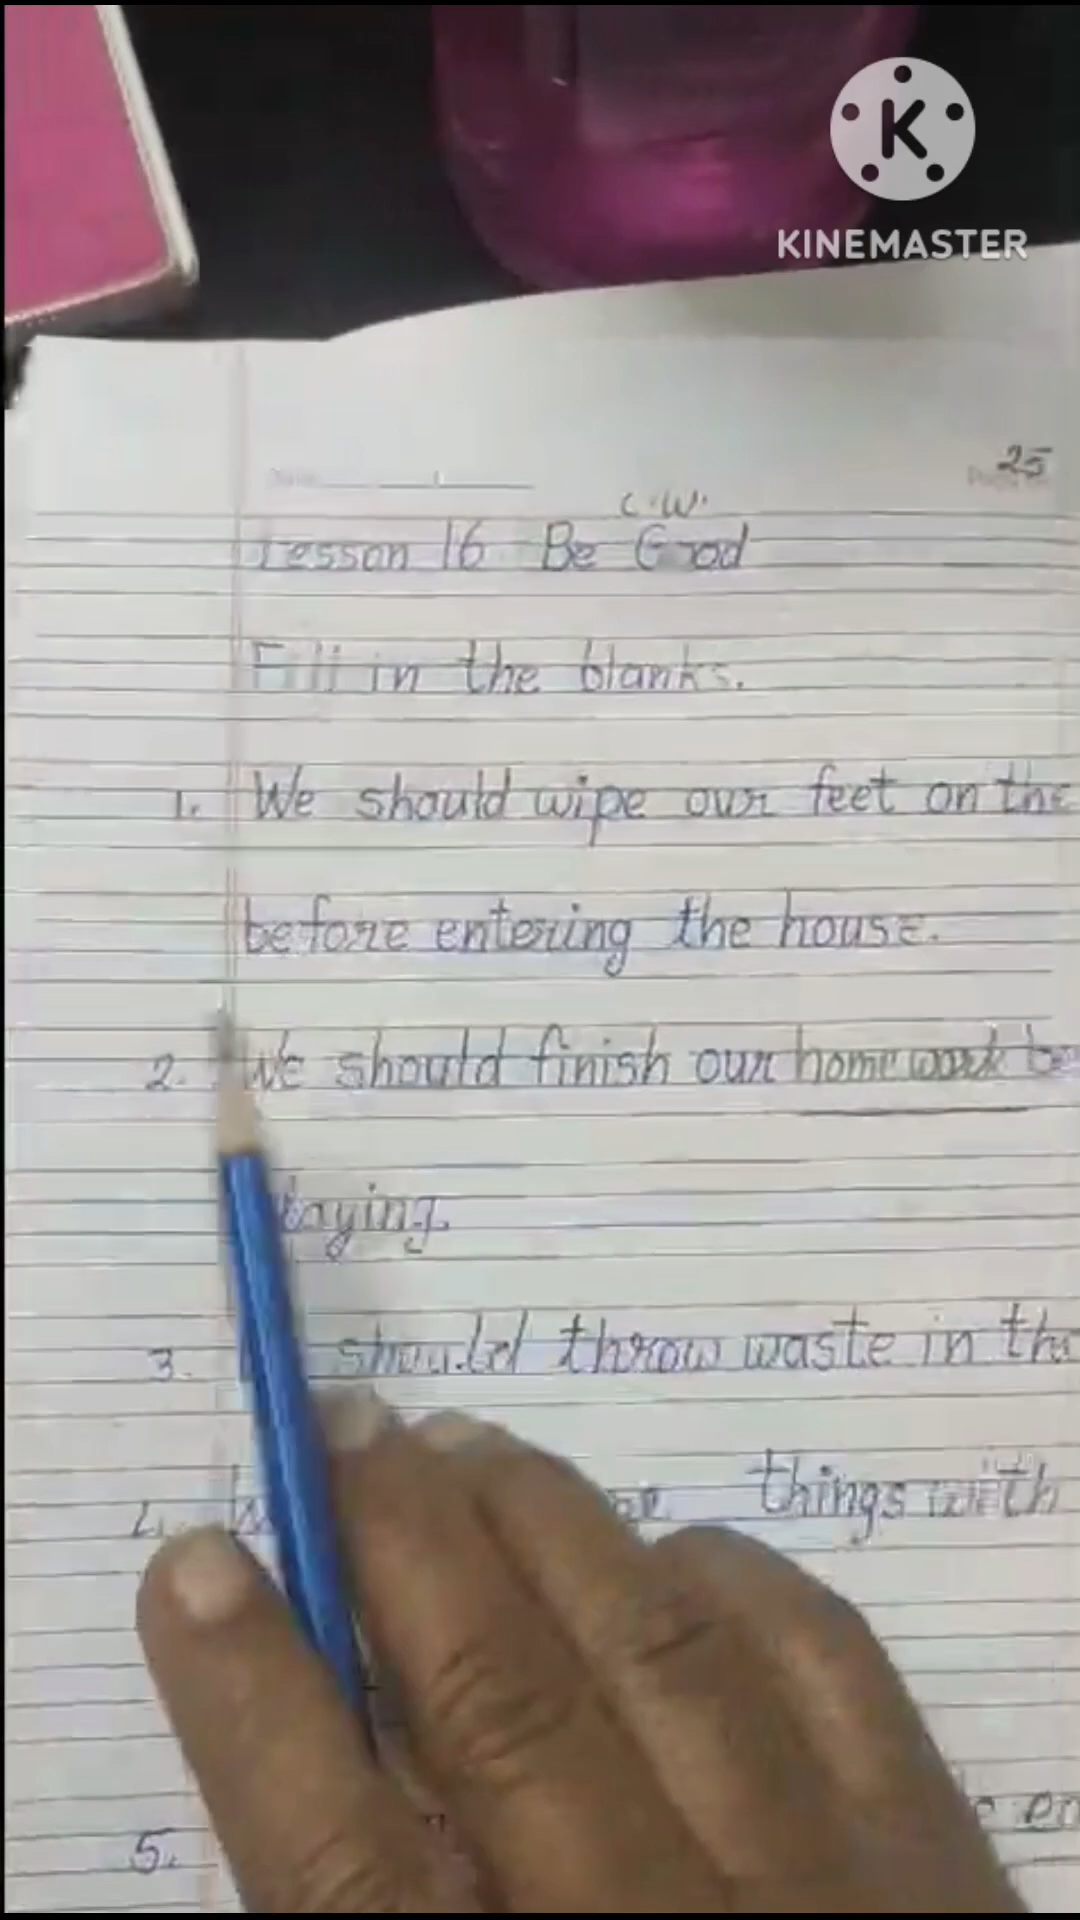 K
KINEMASTER
25
C.W.
Lesson 16 Be Good
Fill in the blanks.
1. We should wipe our feet on the
before entering the house.
2. We should finish our homework be
playing.
3. should throw waste in the
4. things with
5.